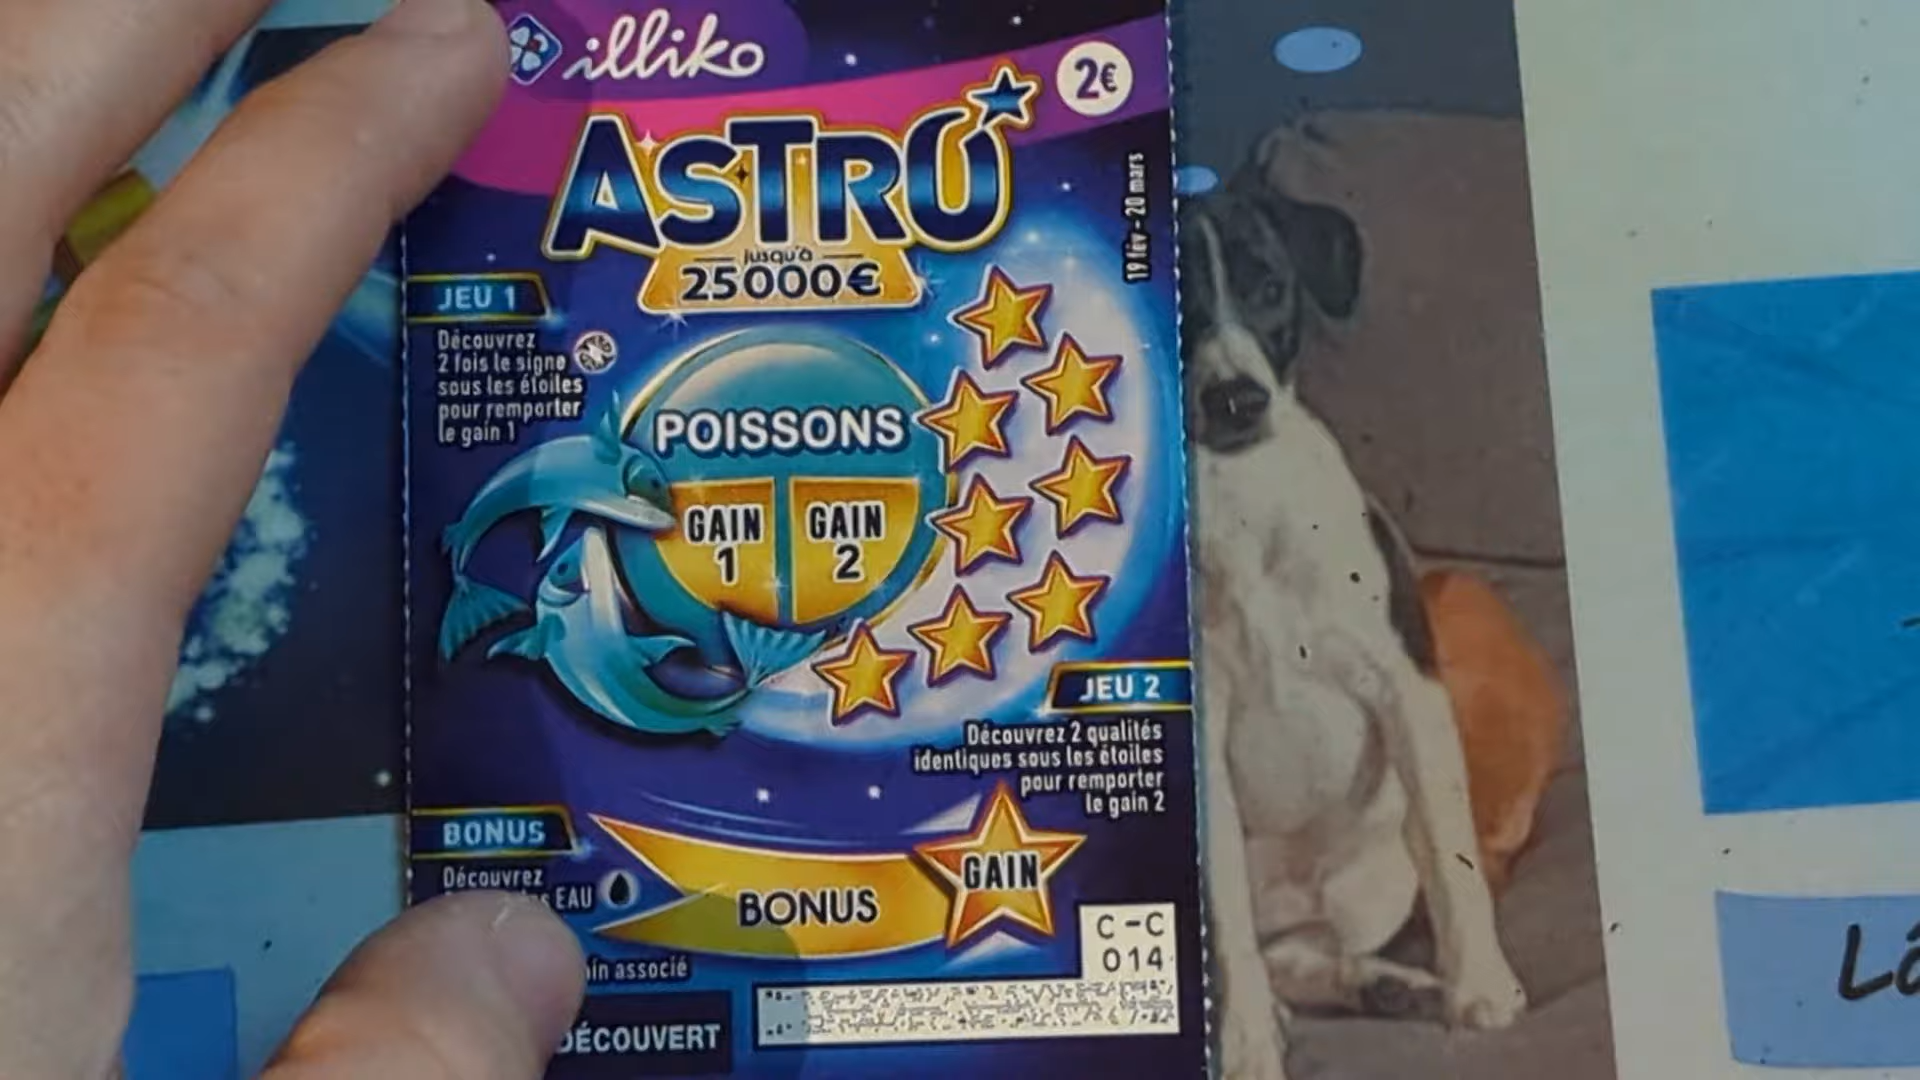 illiko
2€
ASTRO
jusqu'à
25000€
19 fév - 20 mars
JEU 1
Découvrez
2 fois le signe
sous les étoiles
pour remporter
le gain 1
POISSONS
GAIN
1
GAIN
2
JEU 2
Découvrez 2 qualités
identiques sous les étoiles
pour remporter
le gain 2
BONUS
Découvrez
EAU
associé
BONUS
GAIN
C-C
014
DÉCOUVERT